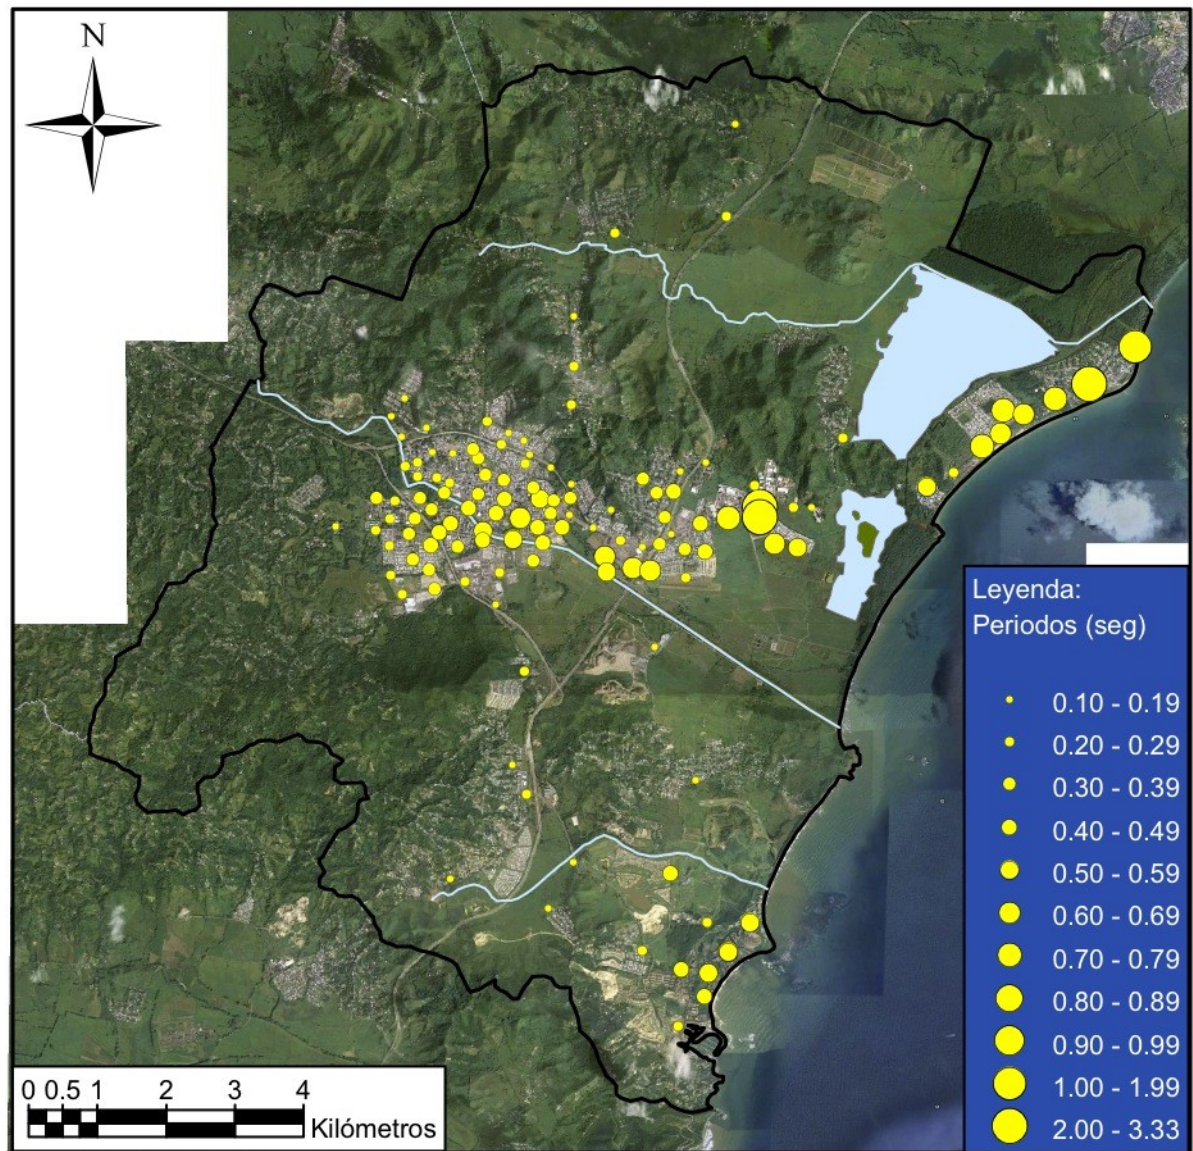 N
Leyenda:
Periodos (seg)
0.10 - 0.19
0.20 - 0.29
0.30 - 0.39
0.40 - 0.49
0.50 - 0.59
0.60 - 0.69
0.70 - 0.79
0.80 - 0.89
0.90 - 0.99
1.00 - 1.99
2.00 - 3.33
0 0.5 1 2 3 4
Kilómetros